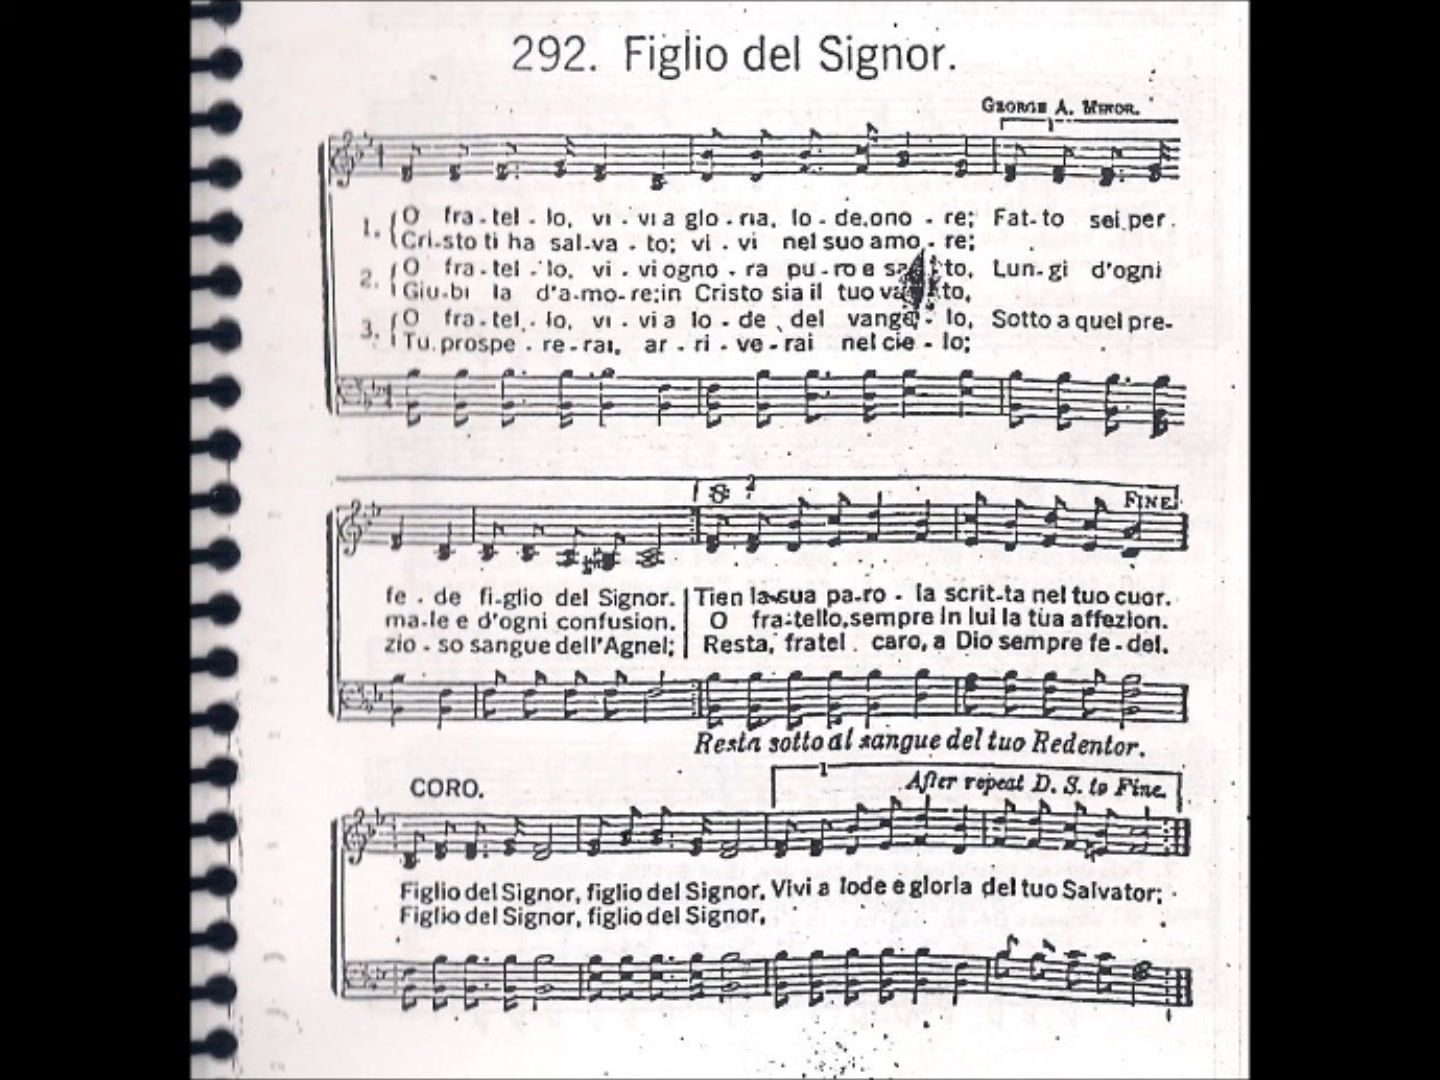 292. Figlio del Signor.
GEORGE A. MINOR.
1. O fra-tel-lo, vi-vi a glo-ria, lo-de, ono-re; Fat-to sei per
Cri-sto ti ha sal-va-to; vi-vi nel suo amo-re;
2. O fra-tel-lo, vi-vi ogno-ra pu-ro e to, Lun-gi d'ogni
Giu-bi la d'a-mo-re; in Cristo sia il tuo to,
3. O fra-tel-lo, vi-vi a lo-de del vange-lo, Sotto a quel pre-
Tu prospe-re-rai, ar-ri-ve-rai nel cie-lo;
2
FINE.
fe-de fi-glio del Signor. Tien la sua pa-ro-la scrit-ta nel tuo cuor.
ma-le e d'ogni confusion. O fra-tello, sempre in lui la tua affezion.
zio-so sangue dell'Agnel; Resta, fratel caro, a Dio sempre fe-del.
Resta sotto al sangue del tuo Redentor.
1
After repeat D. S. to Fine.
CORO.
Figlio del Signor, figlio del Signor, Vivi a lode e gloria del tuo Salvator;
Figlio del Signor, figlio del Signor,